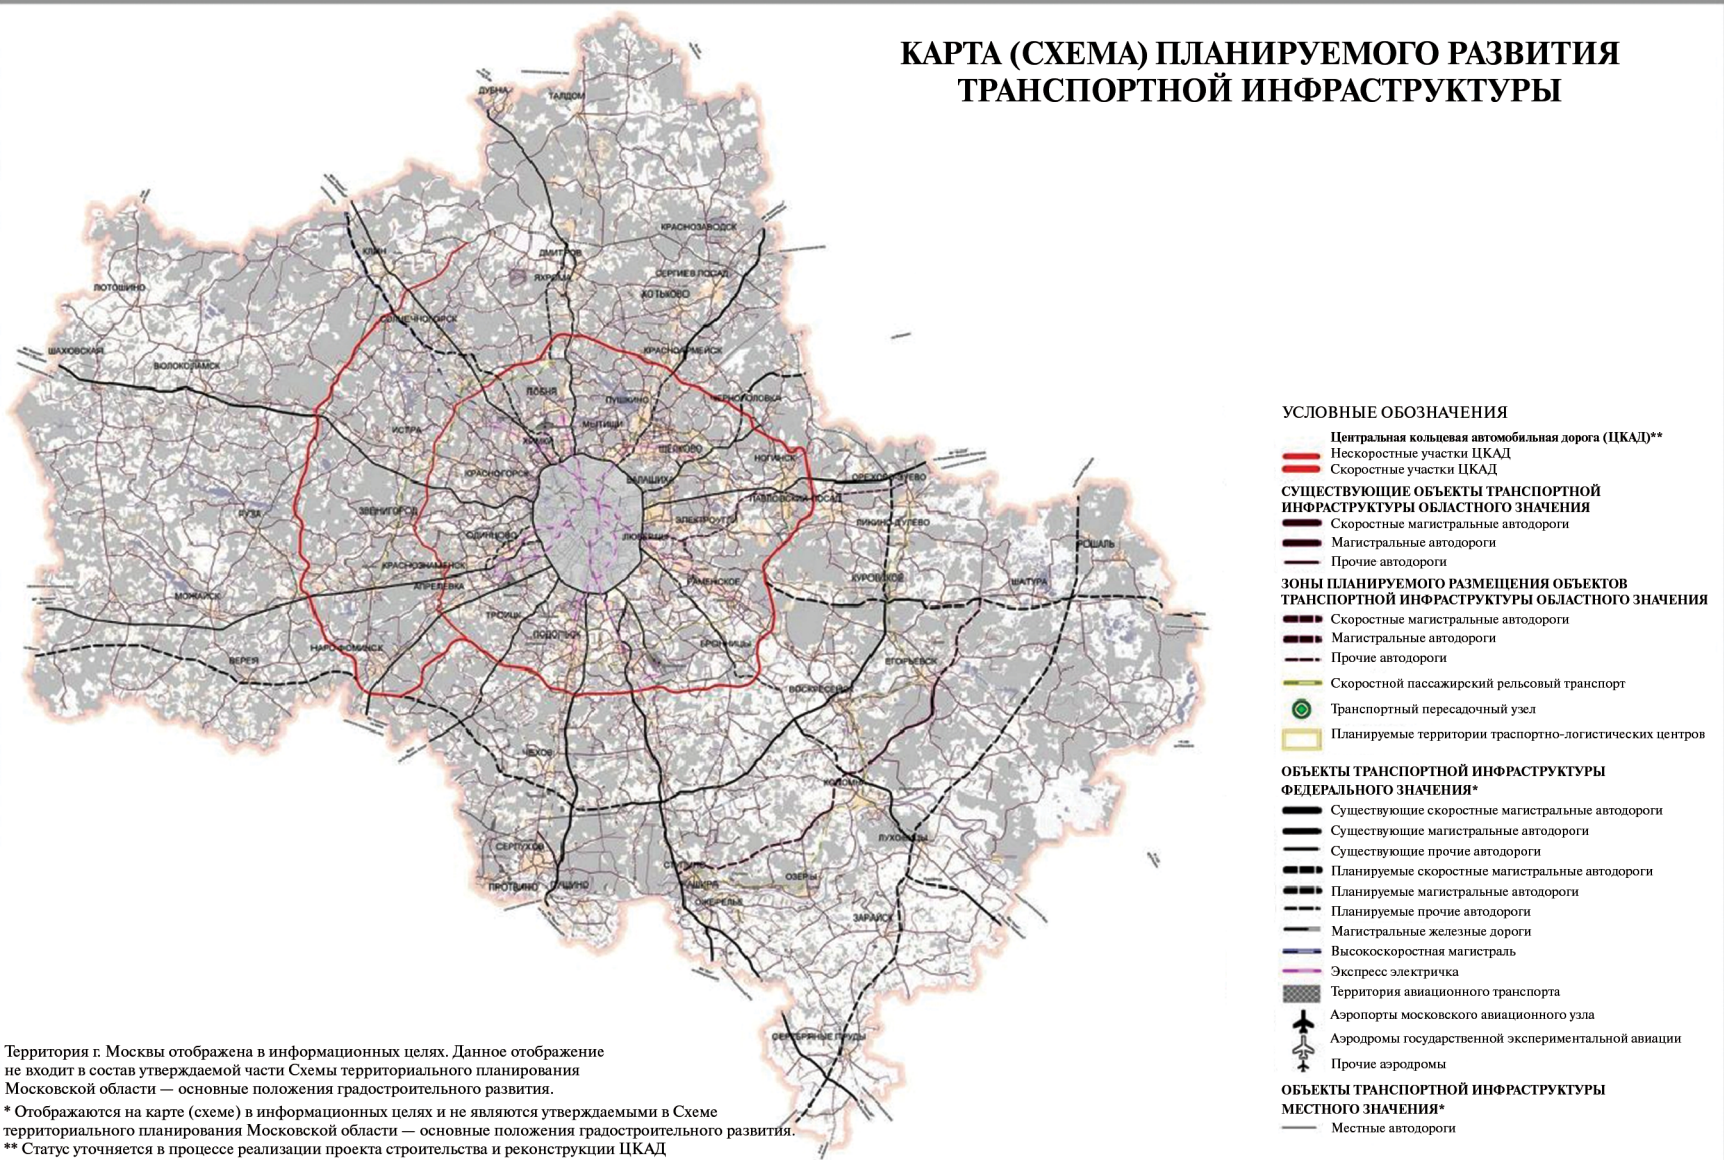 КАРТА (СХЕМА) ПЛАНИРУЕМОГО РАЗВИТИЯ
ТРАНСПОРТНОЙ ИНФРАСТРУКТУРЫ
ДУБНА
ТАЛДОМ
КРАСНОЗАВОДСК
КЛИН
ДМИТРОВ
ЯХРОМА
СЕРГИЕВ ПОСАД
ХОТЬКОВО
ЛОТОШИНО
СОЛНЕЧНОГОРСК
ШАХОВСКАЯ
ВОЛОКОЛАМСК
КРАСНОАРМЕЙСК
ЛОБНЯ
ПУШКИНО
ЧЕРНОГОЛОВКА
ИСТРА
МЫТИЩИ
ХИМКИ
ЩЕЛКОВО
НОГИНСК
КРАСНОГОРСК
БАЛАШИХА
ОРЕХОВО-ЗУЕВО
ПАВЛОВСКИЙ ПОСАД
РУЗА
ЗВЕНИГОРОД
ЭЛЕКТРОУГЛИ
ЛИКИНО-ДУЛЕВО
ОДИНЦОВО
ЛЮБЕРЦЫ
РОШАЛЬ
КРАСНОЗНАМЕНСК
АПРЕЛЕВКА
РАМЕНСКОЕ
КУРОВСКОЕ
ШАТУРА
МОЖАЙСК
ТРОИЦК
ПОДОЛЬСК
БРОННИЦЫ
НАРО-ФОМИНСК
ВЕРЕЯ
ЕГОРЬЕВСК
ВОСКРЕСЕНСК
ЧЕХОВ
КОЛОМНА
ЛУХОВИЦЫ
СЕРПУХОВ
СТУПИНО
ПРОТВИНО
ПУЩИНО
КАШИРА
ОЗЕРЫ
ОЖЕРЕЛЬЕ
ЗАРАЙСК
СЕРЕБРЯНЫЕ ПРУДЫ
УСЛОВНЫЕ ОБОЗНАЧЕНИЯ
Центральная кольцевая автомобильная дорога (ЦКАД)**
Нескоростные участки ЦКАД
Скоростные участки ЦКАД
СУЩЕСТВУЮЩИЕ ОБЪЕКТЫ ТРАНСПОРТНОЙ
ИНФРАСТРУКТУРЫ ОБЛАСТНОГО ЗНАЧЕНИЯ
Скоростные магистральные автодороги
Магистральные автодороги
Прочие автодороги
ЗОНЫ ПЛАНИРУЕМОГО РАЗМЕЩЕНИЯ ОБЪЕКТОВ
ТРАНСПОРТНОЙ ИНФРАСТРУКТУРЫ ОБЛАСТНОГО ЗНАЧЕНИЯ
Скоростные магистральные автодороги
Магистральные автодороги
Прочие автодороги
Скоростной пассажирский рельсовый транспорт
Транспортный пересадочный узел
Планируемые территории траспортно-логистических центров
ОБЪЕКТЫ ТРАНСПОРТНОЙ ИНФРАСТРУКТУРЫ
ФЕДЕРАЛЬНОГО ЗНАЧЕНИЯ*
Существующие скоростные магистральные автодороги
Существующие магистральные автодороги
Существующие прочие автодороги
Планируемые скоростные магистральные автодороги
Планируемые магистральные автодороги
Планируемые прочие автодороги
Магистральные железные дороги
Высокоскоростная магистраль
Экспресс электричка
Территория авиационного транспорта
Аэропорты московского авиационного узла
Аэродромы государственной экспериментальной авиации
Прочие аэродромы
ОБЪЕКТЫ ТРАНСПОРТНОЙ ИНФРАСТРУКТУРЫ
МЕСТНОГО ЗНАЧЕНИЯ*
Местные автодороги
Территория г. Москвы отображена в информационных целях. Данное отображение
не входит в состав утверждаемой части Схемы территориального планирования
Московской области — основные положения градостроительного развития.
* Отображаются на карте (схеме) в информационных целях и не являются утверждаемыми в Схеме
территориального планирования Московской области — основные положения градостроительного развития.
** Статус уточняется в процессе реализации проекта строительства и реконструкции ЦКАД